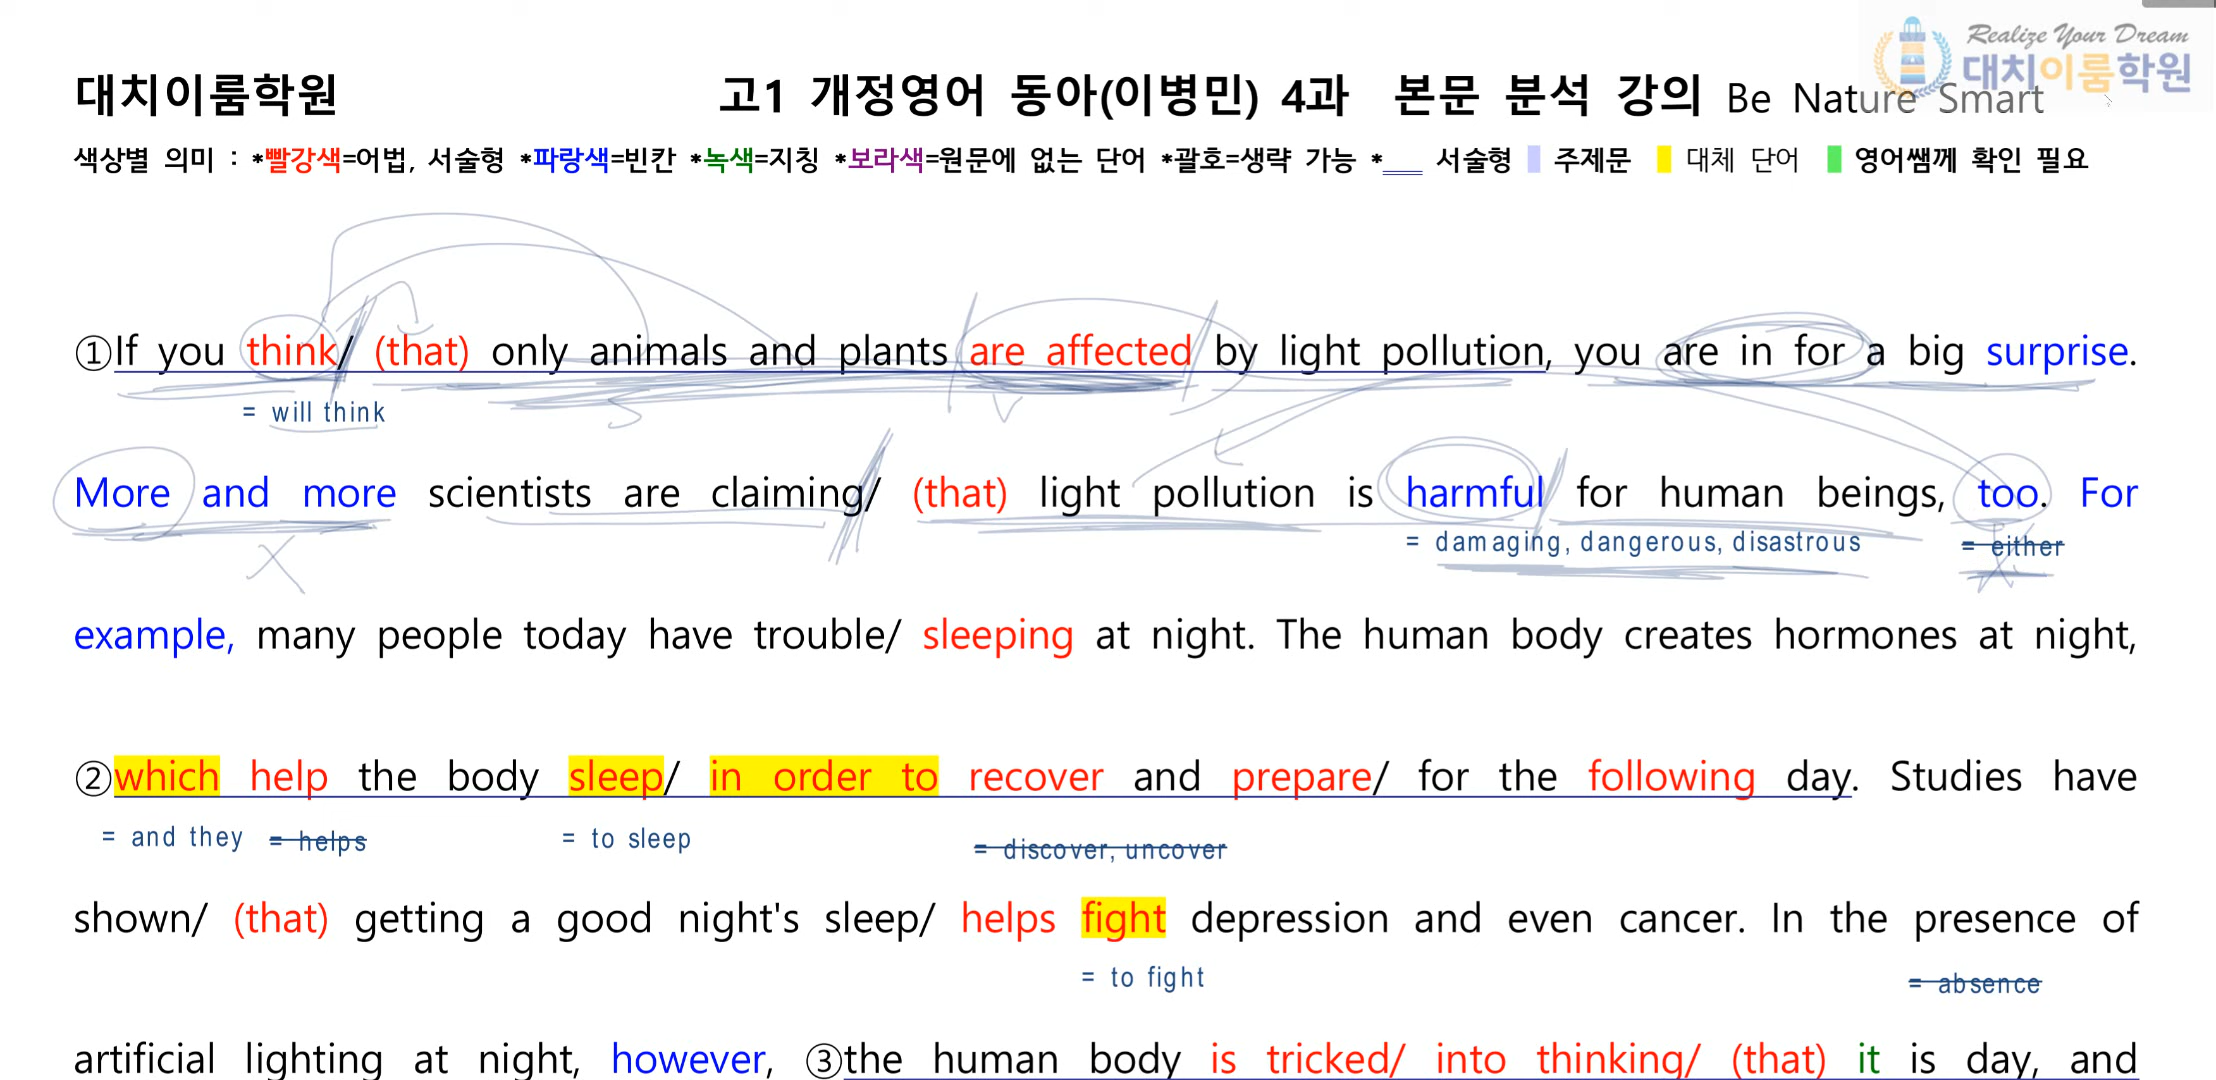 Realize Your Dream
대치이룸학원
대치이룸학원 고1 개정영어 동아(이병민) 4과 본문 분석 강의 Be Nature Smart
색상별 의미 : *빨강색=어법, 서술형 *파랑색=빈칸 *녹색=지칭 *보라색=원문에 없는 단어 *괄호=생략 가능 *___ 서술형 주제문 대체 단어 영어쌤께 확인 필요
①If you think/ (that) only animals and plants are affected by light pollution, you are in for a big surprise.
= will think
More and more scientists are claiming/ (that) light pollution is harmful for human beings, too. For
= damaging, dangerous, disastrous = either
example, many people today have trouble/ sleeping at night. The human body creates hormones at night,
②which help the body sleep/ in order to recover and prepare/ for the following day. Studies have
= and they = helps = to sleep = discover, uncover
shown/ (that) getting a good night's sleep/ helps fight depression and even cancer. In the presence of
= to fight = absence
artificial lighting at night, however, ③the human body is tricked/ into thinking/ (that) it is day, and